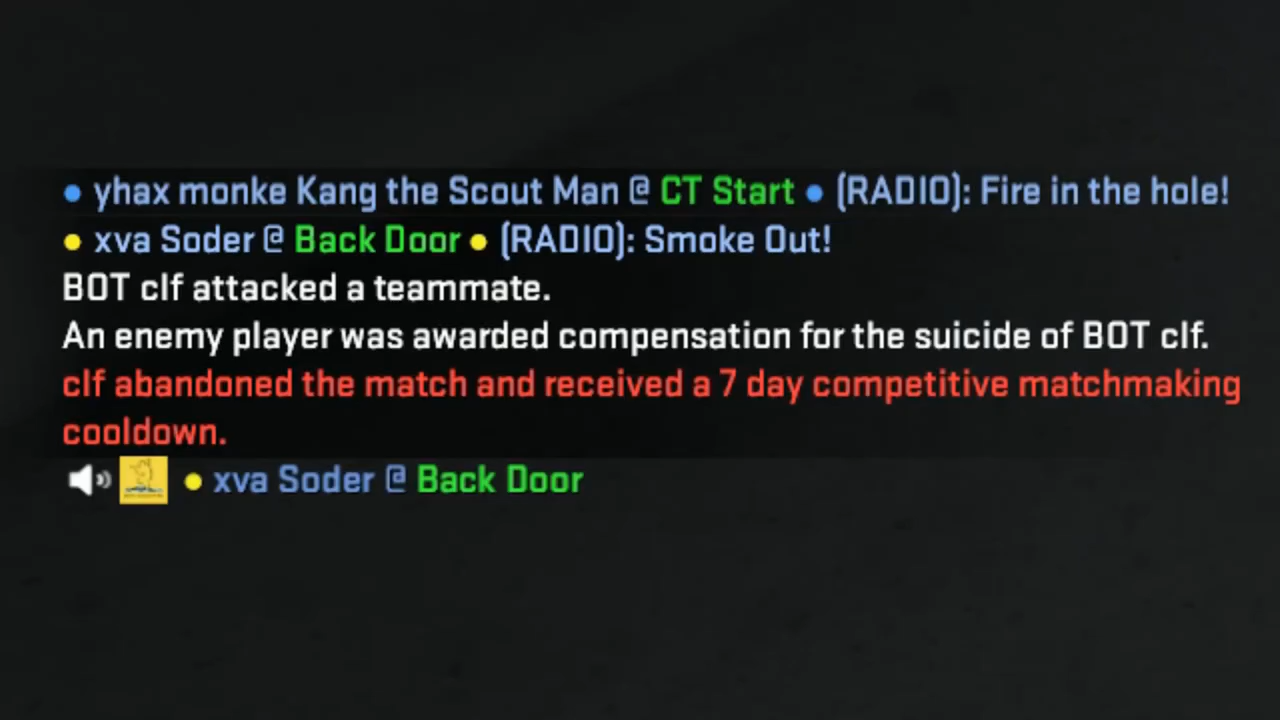 ● yhax monke Kang the Scout Man @ CT Start ● (RADIO): Fire in the hole!
● xva Soder @ Back Door ● (RADIO): Smoke Out!
BOT clf attacked a teammate.
An enemy player was awarded compensation for the suicide of BOT clf.
clf abandoned the match and received a 7 day competitive matchmaking
cooldown.
● xva Soder @ Back Door